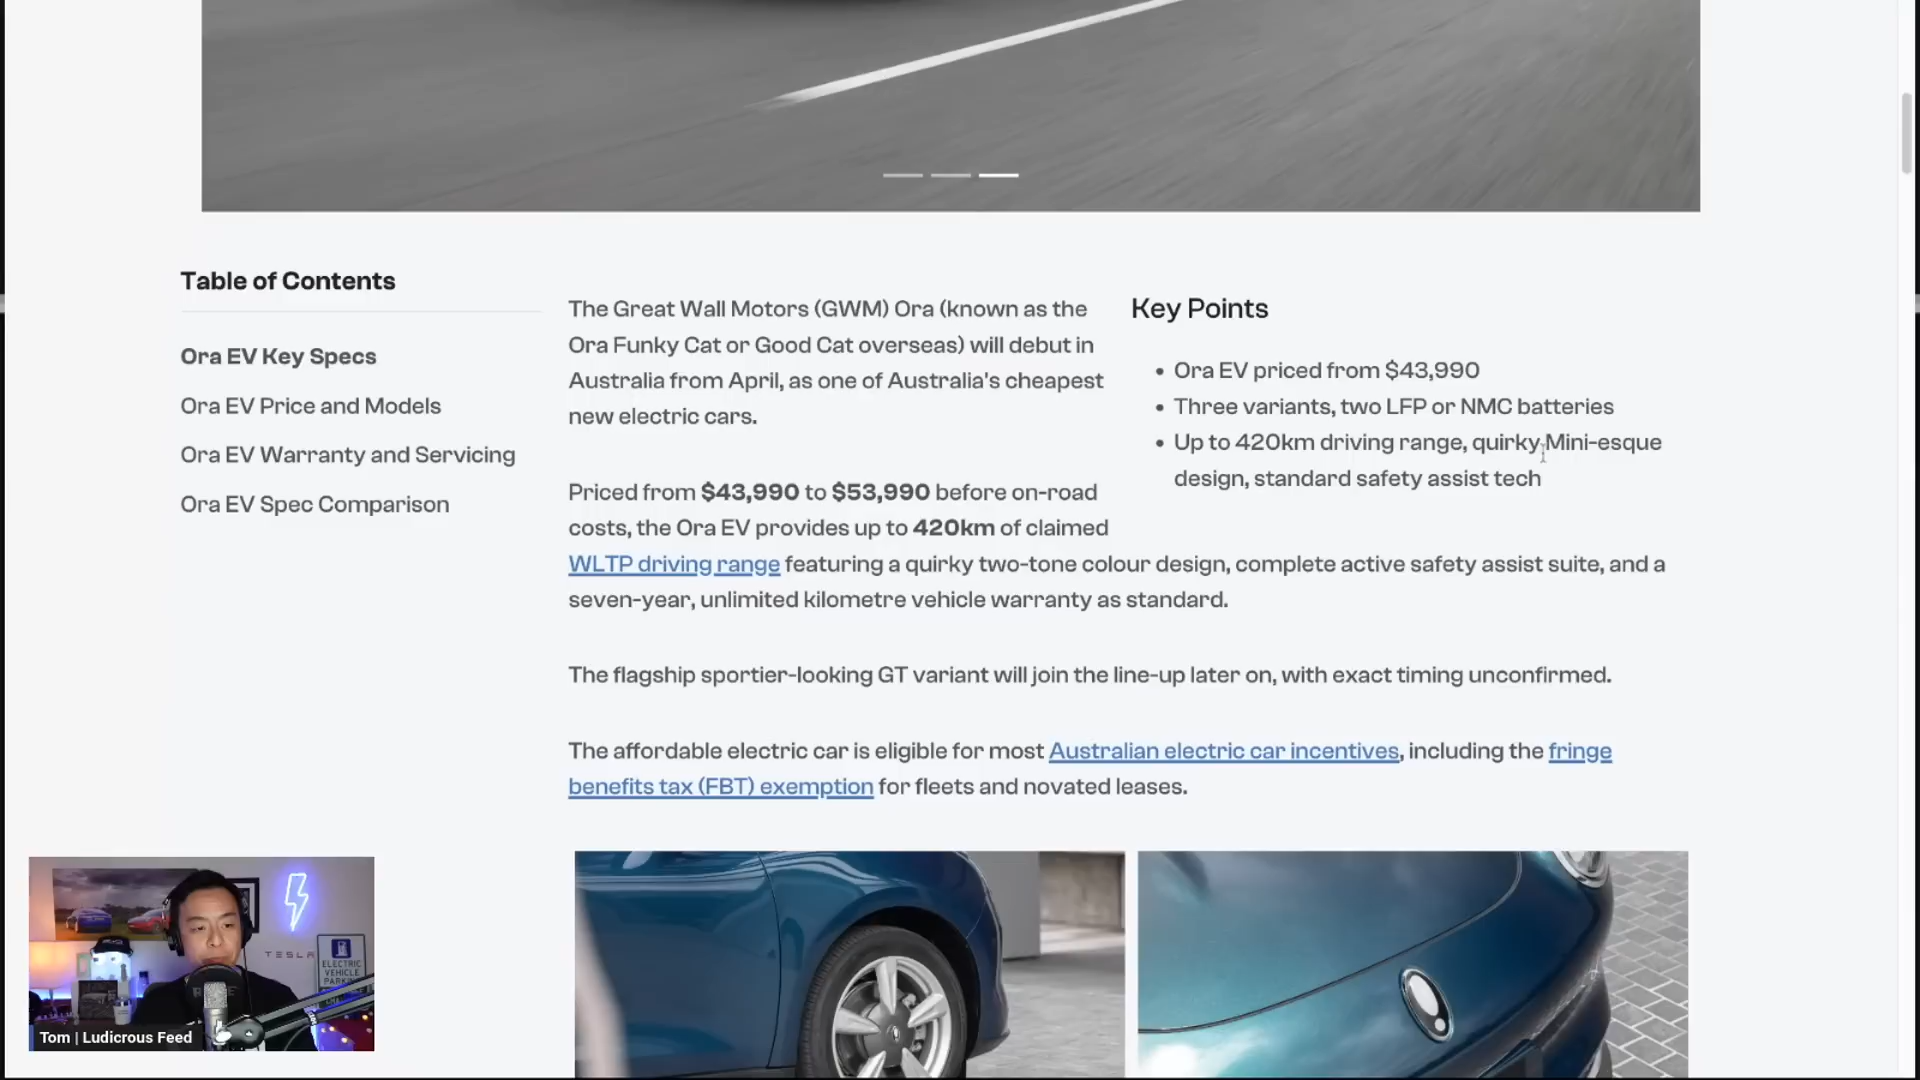 Table of Contents
Ora EV Key Specs
Ora EV Price and Models
Ora EV Warranty and Servicing
Ora EV Spec Comparison
The Great Wall Motors (GWM) Ora (known as the
Ora Funky Cat or Good Cat overseas) will debut in
Australia from April, as one of Australia's cheapest
new electric cars.
Key Points
• Ora EV priced from $43,990
• Three variants, two LFP or NMC batteries
• Up to 420km driving range, quirky Mini-esque
design, standard safety assist tech
Priced from $43,990 to $53,990 before on-road
costs, the Ora EV provides up to 420km of claimed
WLTP driving range featuring a quirky two-tone colour design, complete active safety assist suite, and a
seven-year, unlimited kilometre vehicle warranty as standard.
The flagship sportier-looking GT variant will join the line-up later on, with exact timing unconfirmed.
The affordable electric car is eligible for most Australian electric car incentives, including the fringe
benefits tax (FBT) exemption for fleets and novated leases.
TESLA
ELECTRIC
VEHICLE
PARKING
Tom | Ludicrous Feed